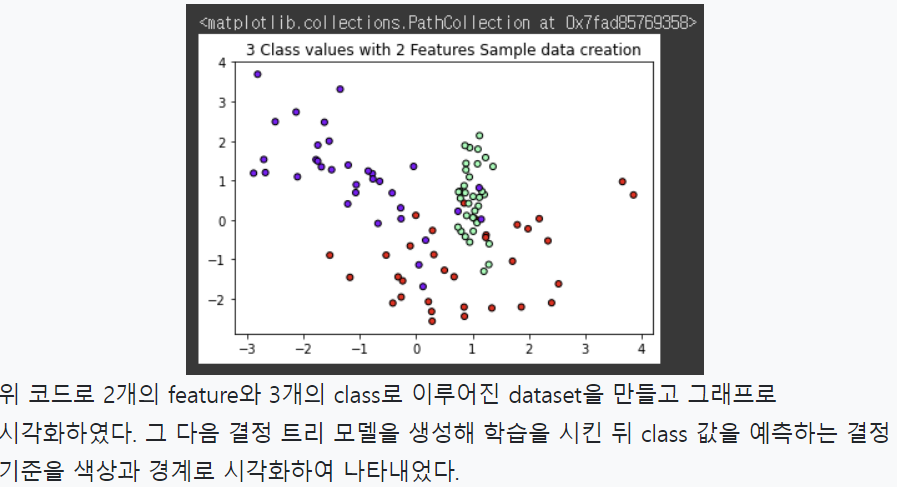 <matplotlib.collections.PathCollection at 0x7fad85769358>
3 Class values with 2 Features Sample data creation
4
3
2
1
0
−1
−2
−3 −2 −1 0 1 2 3 4
위 코드로 2개의 feature와 3개의 class로 이루어진 dataset을 만들고 그래프로
시각화하였다. 그 다음 결정 트리 모델을 생성해 학습을 시킨 뒤 class 값을 예측하는 결정
기준을 색상과 경계로 시각화하여 나타내었다.